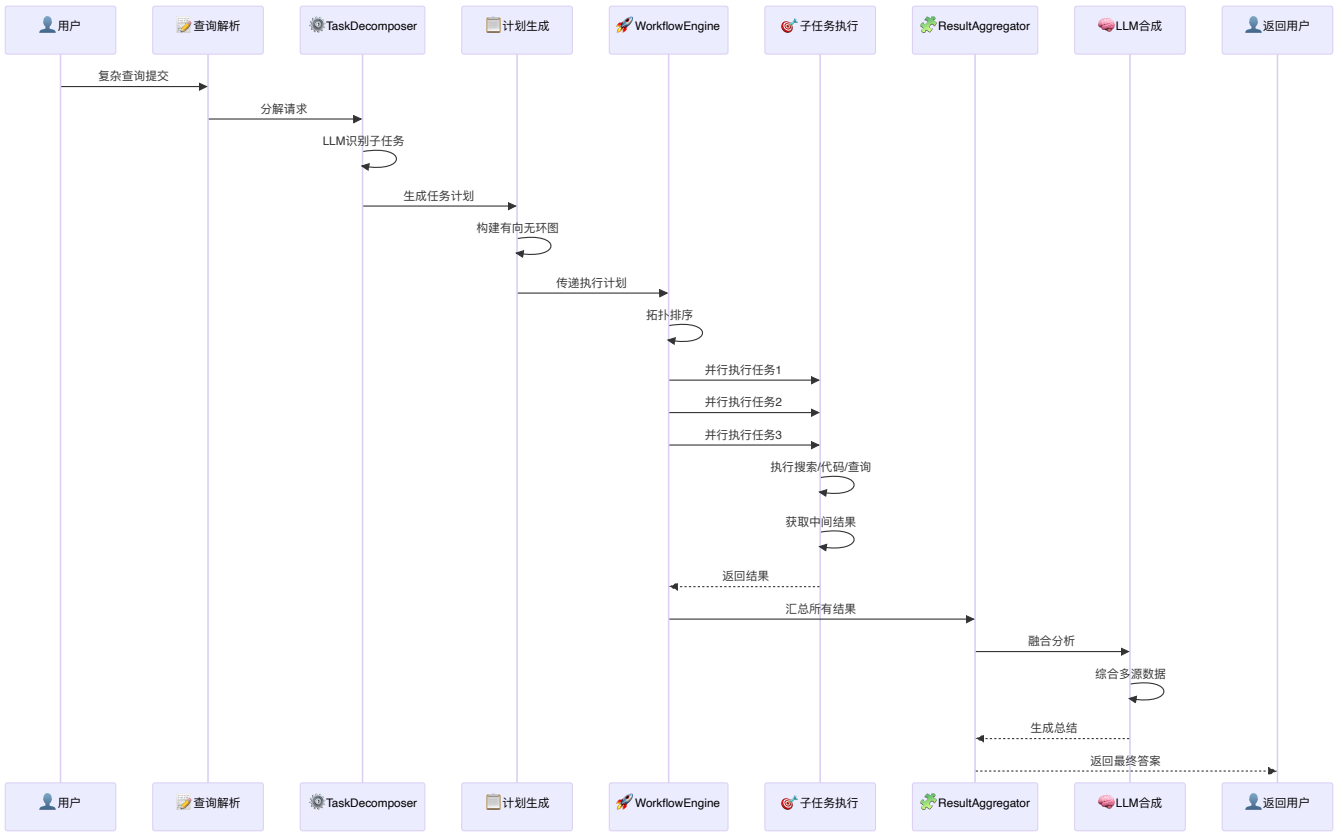 👤用户
📝查询解析
⚙️TaskDecomposer
📋计划生成
🚀WorkflowEngine
🎯子任务执行
🧩ResultAggregator
🧠LLM合成
👤返回用户
复杂查询提交
分解请求
LLM识别子任务
生成任务计划
构建有向无环图
传递执行计划
拓扑排序
并行执行任务1
并行执行任务2
并行执行任务3
执行搜索/代码/查询
获取中间结果
返回结果
汇总所有结果
融合分析
综合多源数据
生成总结
返回最终答案
👤用户
📝查询解析
⚙️TaskDecomposer
📋计划生成
🚀WorkflowEngine
🎯子任务执行
🧩ResultAggregator
🧠LLM合成
👤返回用户